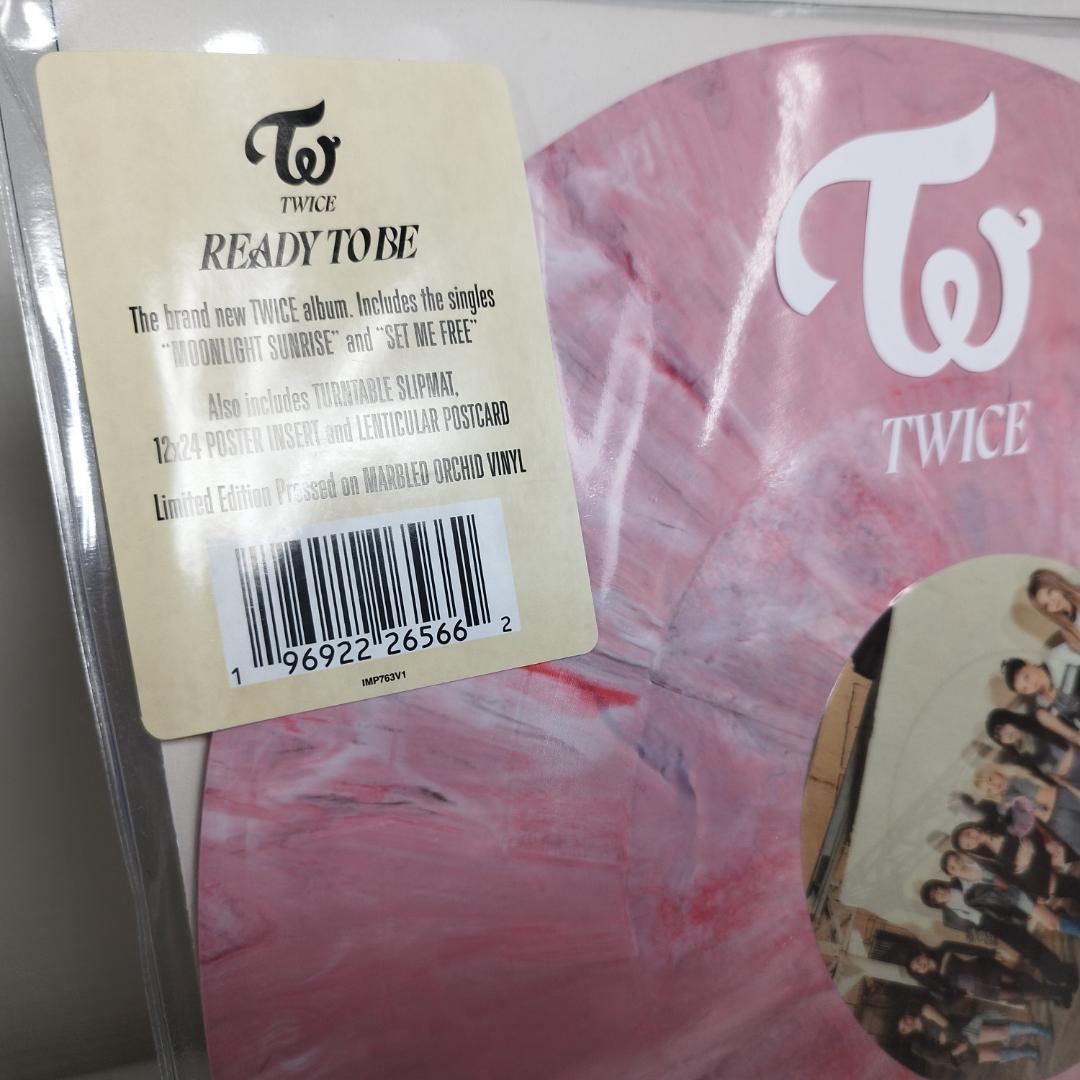 TW
TWICE
READY TO BE
The brand new TWICE album. Includes the singles
"MOONLIGHT SUNRISE" and "SET ME FREE"
Also includes TURNTABLE SLIPMAT,
12x24 POSTER INSERT and LENTICULAR POSTCARD
Limited Edition Pressed on MARBLED ORCHID VINYL
1 96922 26566 2
IMP763V1
TW
TWICE